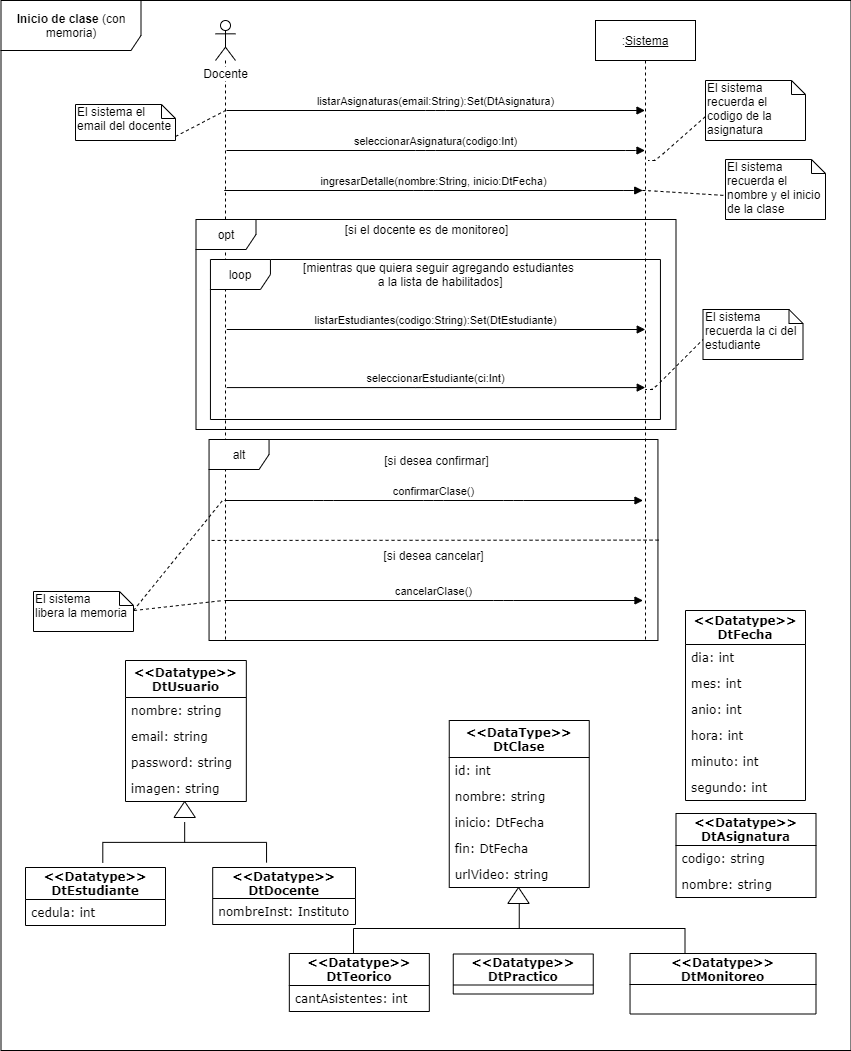 Inicio de clase (con
memoria)
Docente
:Sistema
El sistema el
email del docente
listarAsignaturas(email:String):Set(DtAsignatura)
El sistema
recuerda el
codigo de la
asignatura
seleccionarAsignatura(codigo:Int)
ingresarDetalle(nombre:String, inicio:DtFecha)
El sistema
recuerda el
nombre y el inicio
de la clase
opt
[si el docente es de monitoreo]
loop
[mientras que quiera seguir agregando estudiantes
a la lista de habilitados]
listarEstudiantes(codigo:String):Set(DtEstudiante)
El sistema
recuerda la ci del
estudiante
seleccionarEstudiante(ci:Int)
alt
[si desea confirmar]
confirmarClase()
[si desea cancelar]
cancelarClase()
El sistema
libera la memoria
<<Datatype>>
DtFecha
dia: int
mes: int
anio: int
hora: int
minuto: int
segundo: int
<<Datatype>>
DtUsuario
nombre: string
email: string
password: string
imagen: string
<<DataType>>
DtClase
id: int
nombre: string
inicio: DtFecha
fin: DtFecha
urlVideo: string
<<Datatype>>
DtAsignatura
codigo: string
nombre: string
<<Datatype>>
DtEstudiante
cedula: int
<<Datatype>>
DtDocente
nombreInst: Instituto
<<Datatype>>
DtTeorico
cantAsistentes: int
<<Datatype>>
DtPractico
<<Datatype>>
DtMonitoreo